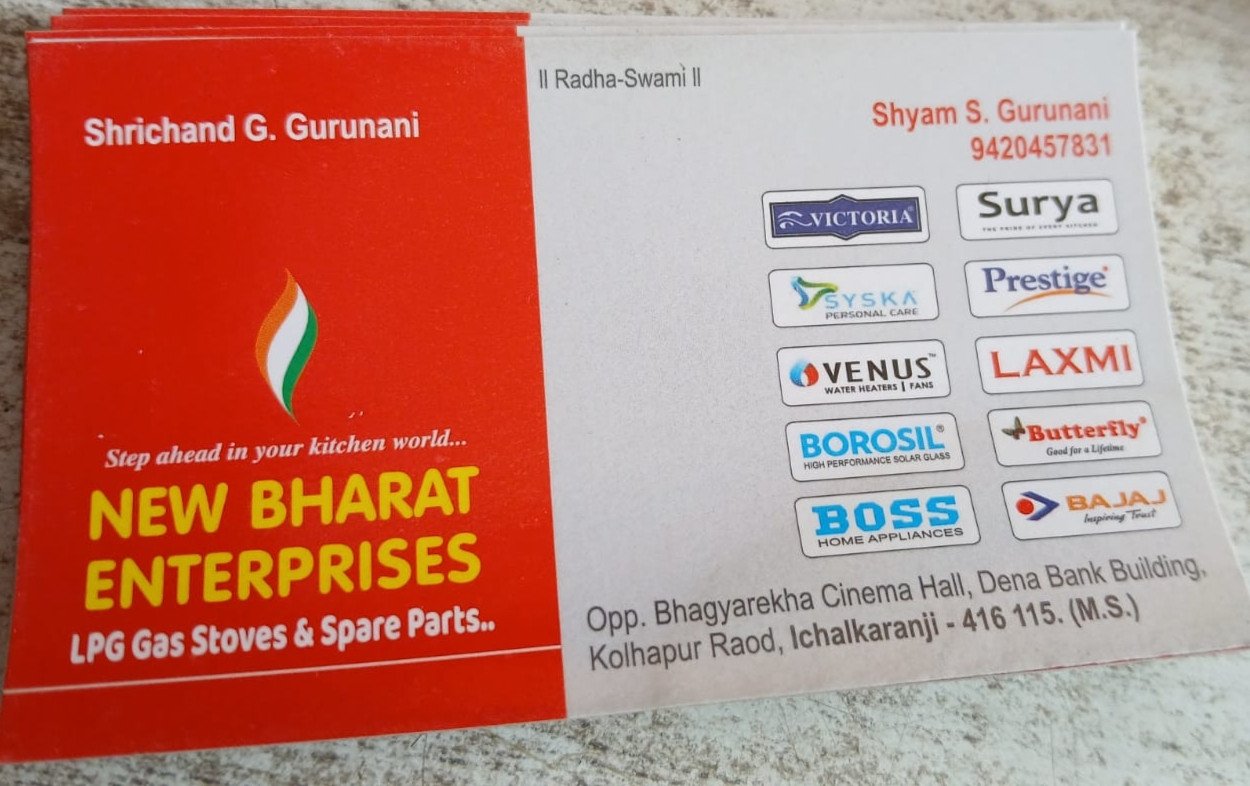 Shrichand G. Gurunani
Step ahead in your kitchen world...
NEW BHARAT
ENTERPRISES
LPG Gas Stoves & Spare Parts..
ll Radha-Swami ll
Shyam S. Gurunani
9420457831
VICTORIA®
Surya
THE PRIDE OF EVERY KITCHEN
SYSKA
PERSONAL CARE
Prestige
VENUS™
WATER HEATERS | FANS
LAXMI
BOROSIL®
HIGH PERFORMANCE SOLAR GLASS
Butterfly®
Good for a Lifetime
BOSS
HOME APPLIANCES
BAJAJ
Inspiring Trust
Opp. Bhagyarekha Cinema Hall, Dena Bank Building,
Kolhapur Raod, Ichalkaranji - 416 115. (M.S.)